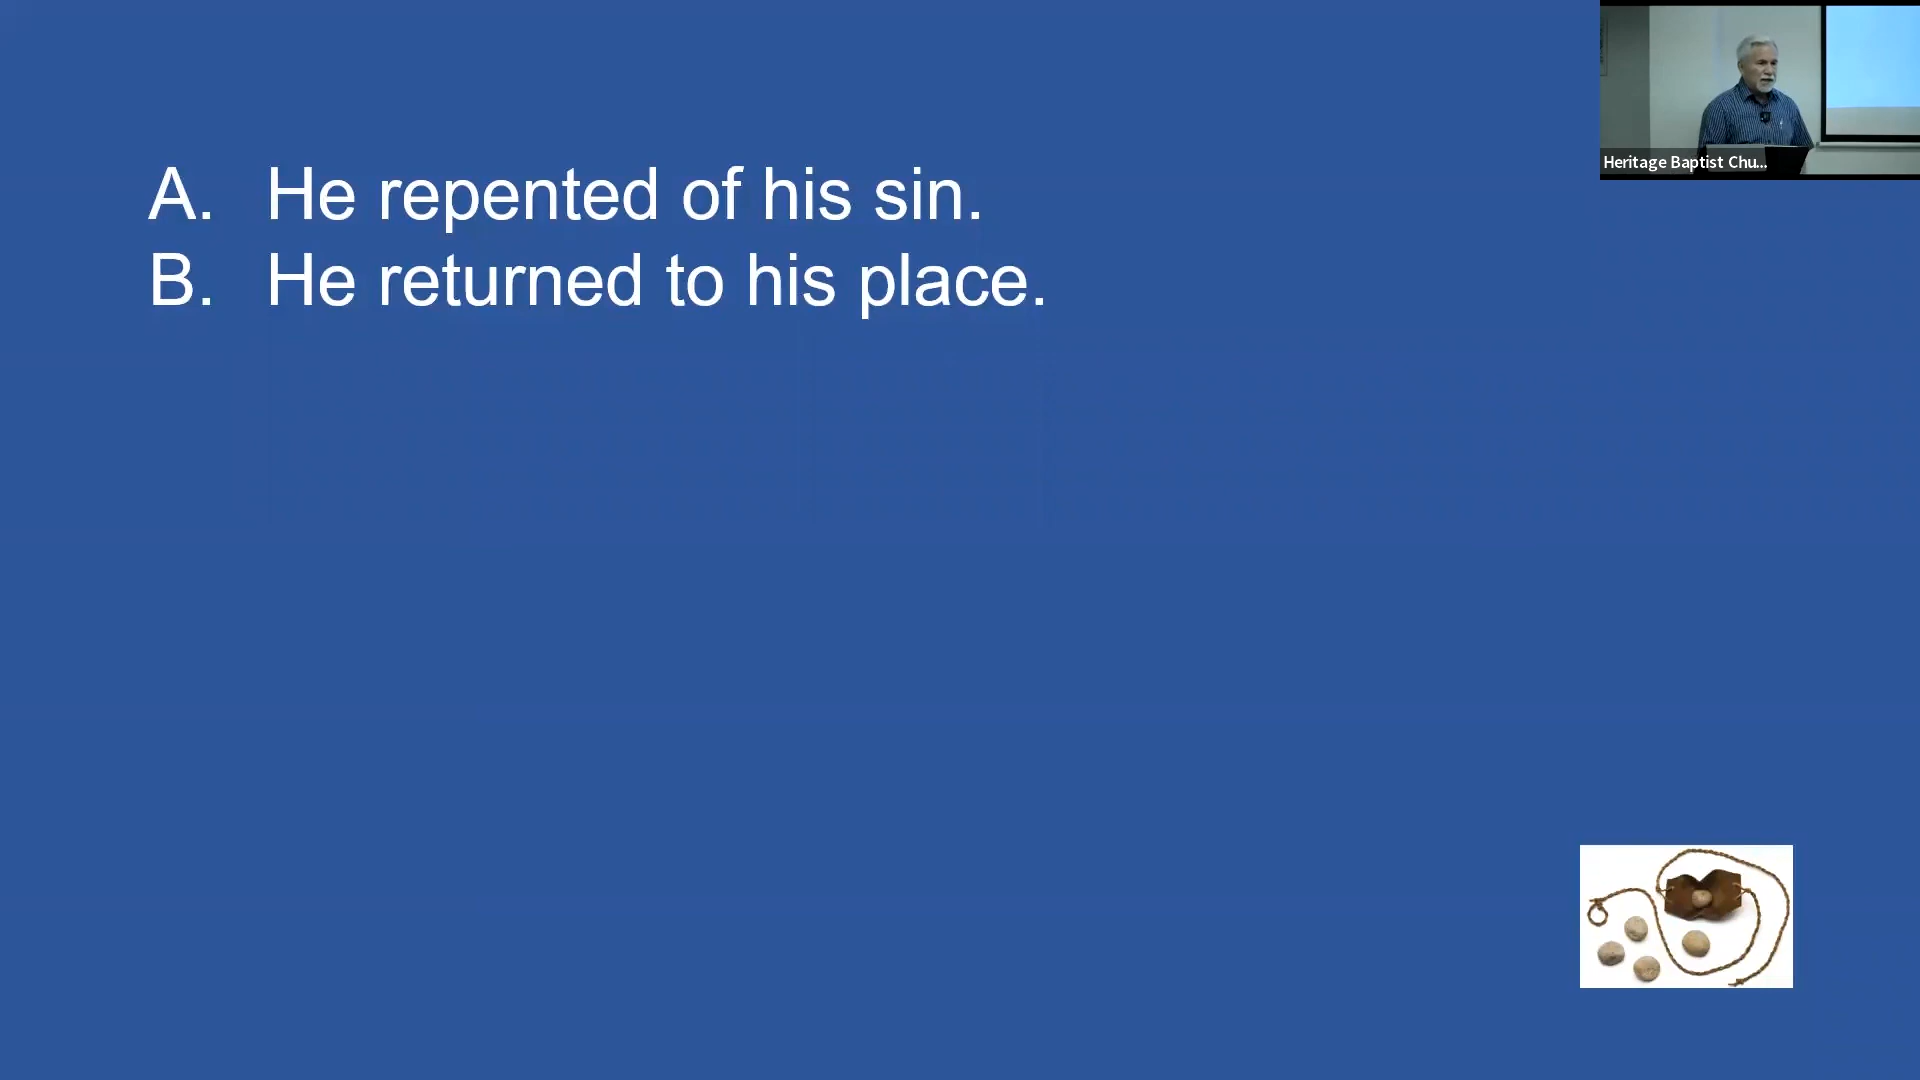 A. He repented of his sin.
B. He returned to his place.
Heritage Baptist Chu...